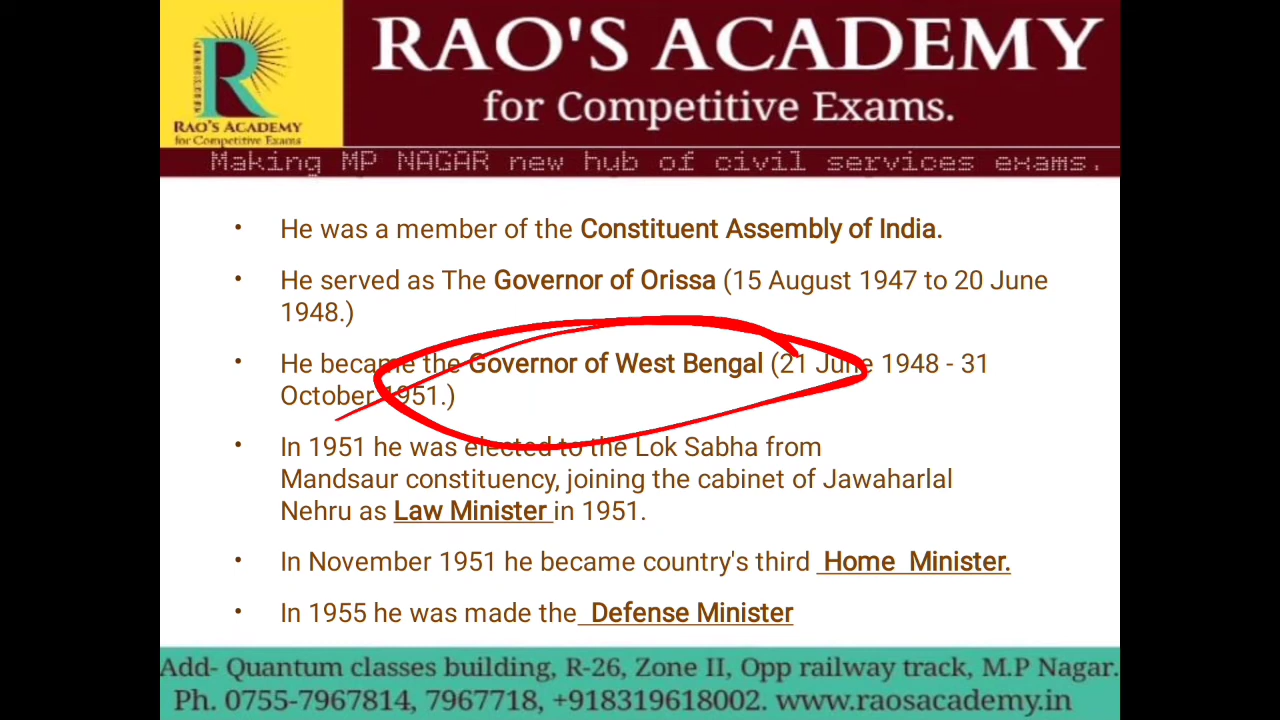 RAO'S ACADEMY
for Competitive Exams.
R
RAO'S ACADEMY
for Competitive Exams
Making MP NAGAR new hub of civil services exams.
• He was a member of the Constituent Assembly of India.
• He served as The Governor of Orissa (15 August 1947 to 20 June
1948.)
• He became the Governor of West Bengal (21 June 1948 - 31
October 1951.)
• In 1951 he was elected to the Lok Sabha from
Mandsaur constituency, joining the cabinet of Jawaharlal
Nehru as Law Minister in 1951.
• In November 1951 he became country's third Home Minister.
• In 1955 he was made the Defense Minister
Add- Quantum classes building, R-26, Zone II, Opp railway track, M.P Nagar.
Ph. 0755-7967814, 7967718, +918319618002. www.raosacademy.in